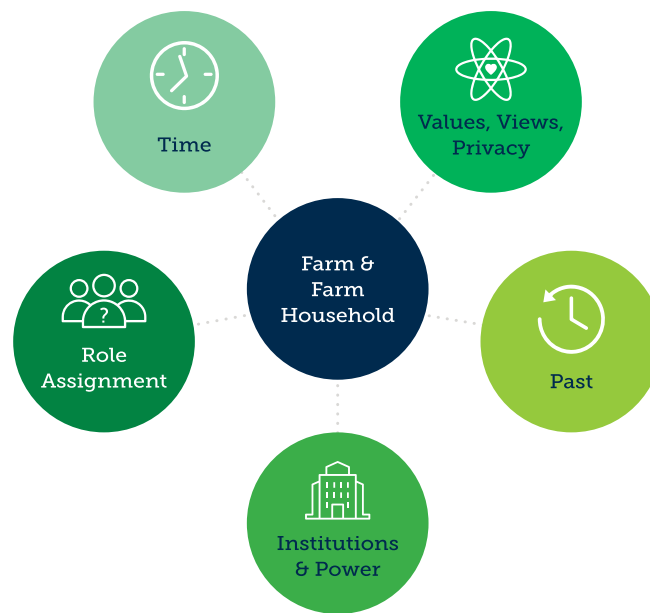 Time
Values, Views,
Privacy
Farm &
Farm
Household
?
Role
Assignment
Past
Institutions
& Power